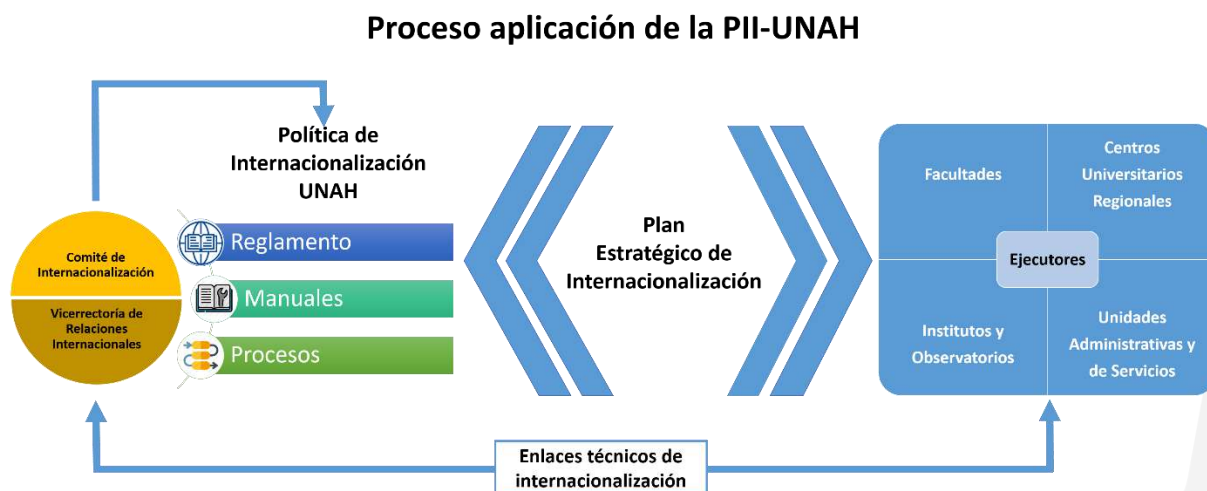 Proceso aplicación de la PII-UNAH
Política de
Internacionalización
UNAH
Comité de
Internacionalización
Vicerrectoría de
Relaciones
Internacionales
Reglamento
Manuales
Procesos
Plan
Estratégico de
Internacionalización
Facultades
Centros
Universitarios
Regionales
Ejecutores
Institutos y
Observatorios
Unidades
Administrativas y
de Servicios
Enlaces técnicos de
internacionalización